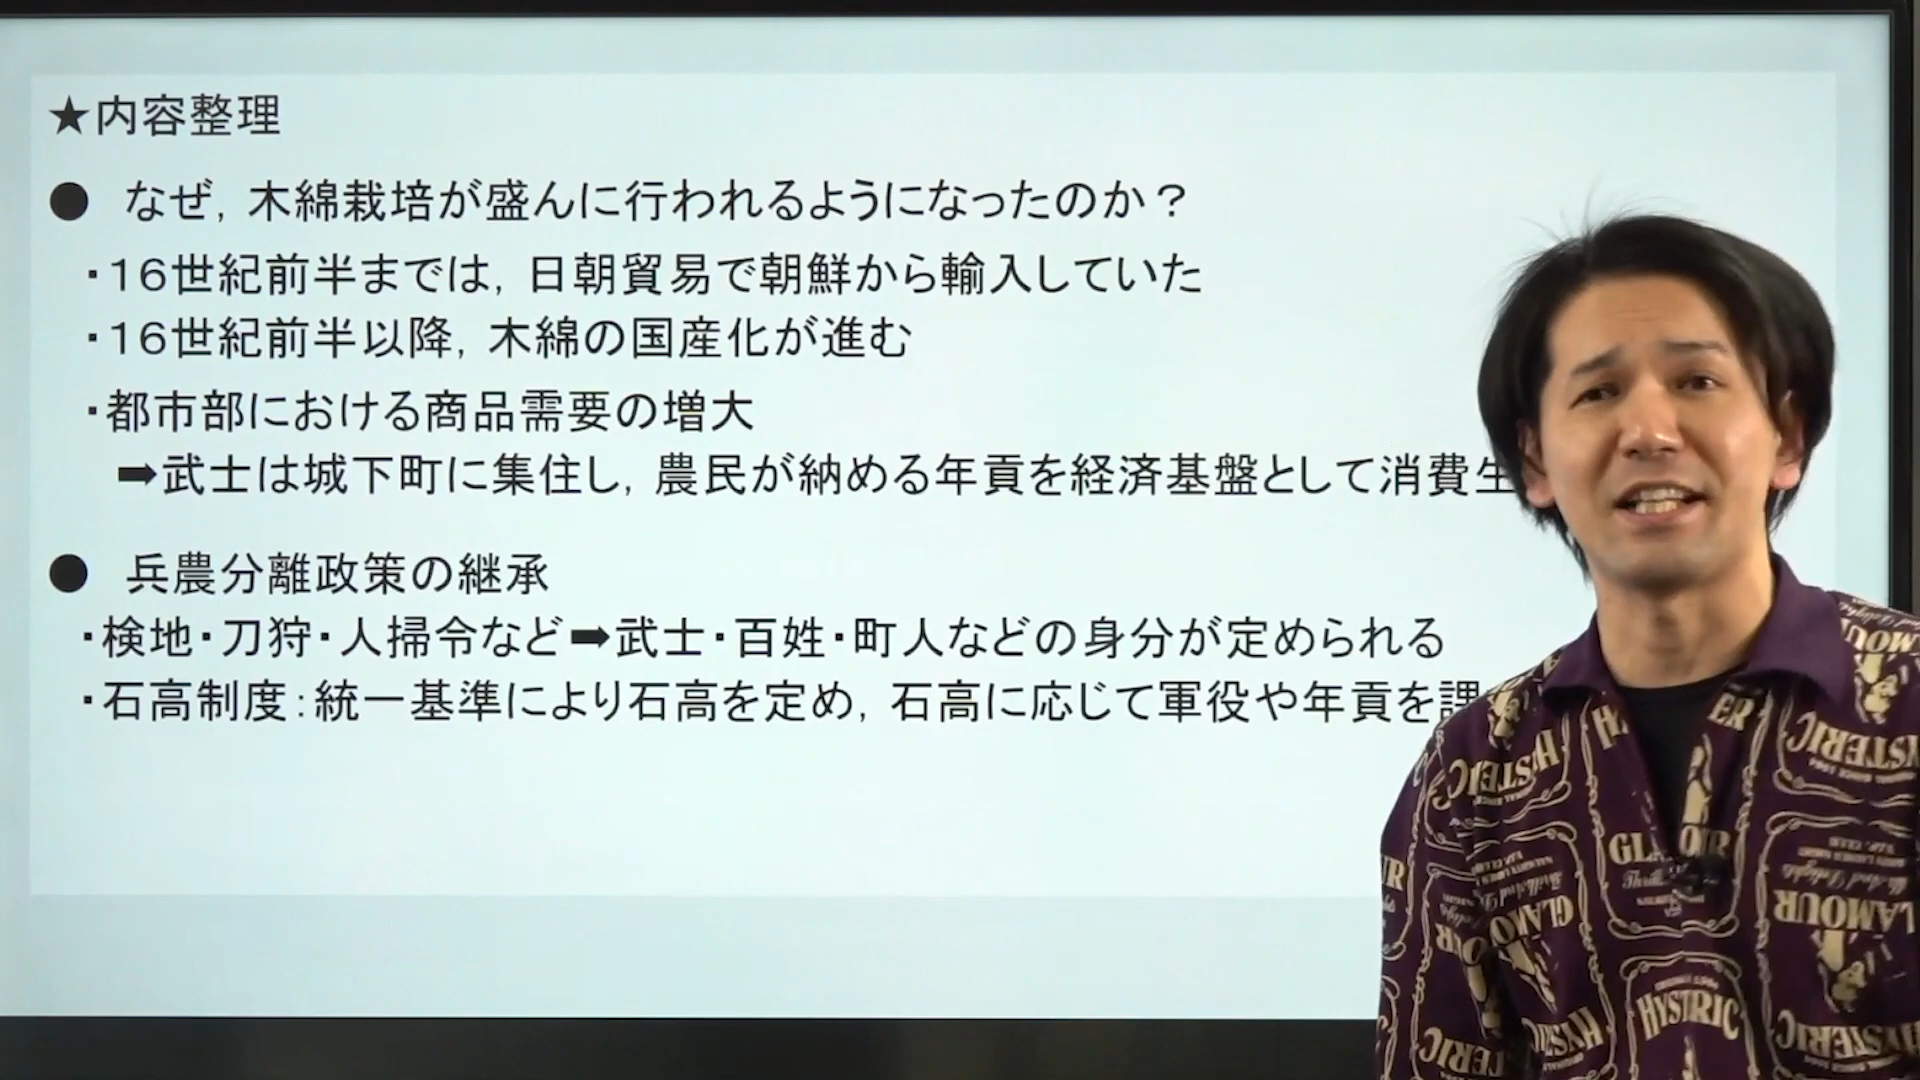 ★内容整理
● なぜ，木綿栽培が盛んに行われるようになったのか？
・１６世紀前半までは，日朝貿易で朝鮮から輸入していた
・１６世紀前半以降，木綿の国産化が進む
・都市部における商品需要の増大
➡武士は城下町に集住し，農民が納める年貢を経済基盤として消費生
● 兵農分離政策の継承
・検地・刀狩・人掃令など➡武士・百姓・町人などの身分が定められる
・石高制度：統一基準により石高を定め，石高に応じて軍役や年貢を課
HYSTERIC
GLAMOUR
HYSTERIC